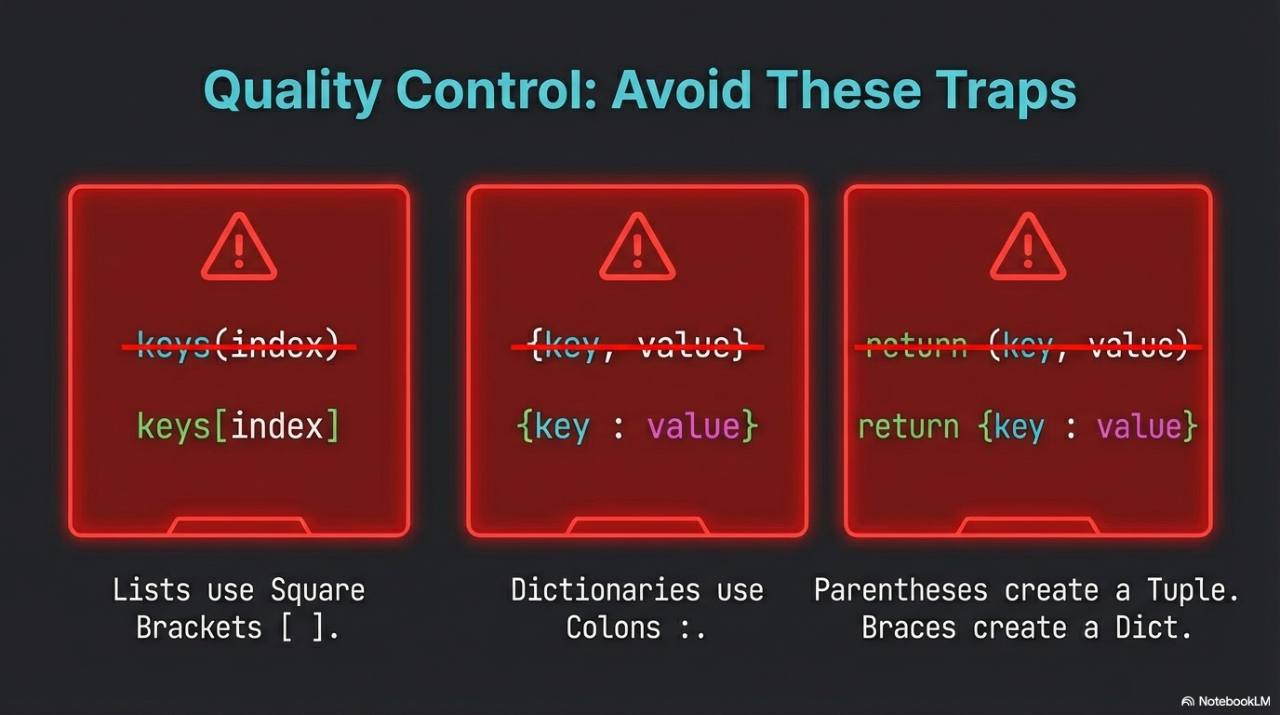 Quality Control: Avoid These Traps
keys(index)
keys[index]
Lists use Square
Brackets [ ].
{key, value}
{key : value}
Dictionaries use
Colons :.
return (key, value)
return {key : value}
Parentheses create a Tuple.
Braces create a Dict.
NotebookLM